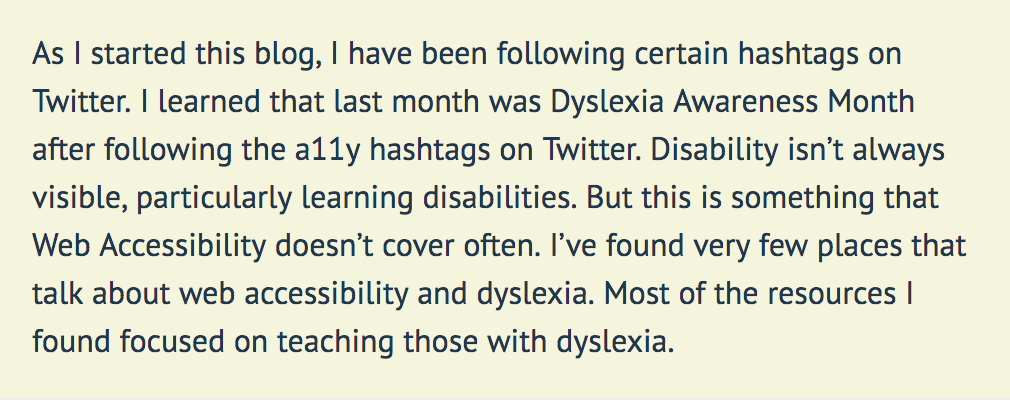 As I started this blog, I have been following certain hashtags on
Twitter. I learned that last month was Dyslexia Awareness Month
after following the a11y hashtags on Twitter. Disability isn’t always
visible, particularly learning disabilities. But this is something that
Web Accessibility doesn’t cover often. I’ve found very few places that
talk about web accessibility and dyslexia. Most of the resources I
found focused on teaching those with dyslexia.